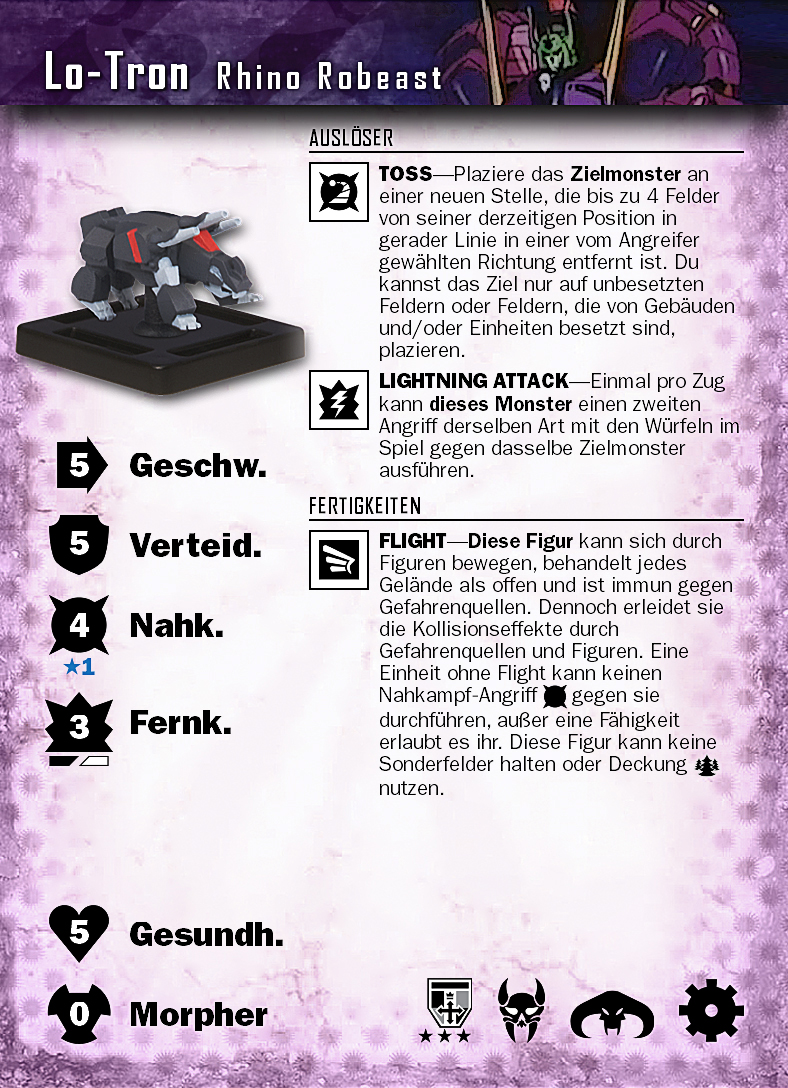 Lo-Tron Rhino Robeast
AUSLÖSER
TOSS—Plaziere das Zielmonster an
einer neuen Stelle, die bis zu 4 Felder
von seiner derzeitigen Position in
gerader Linie in einer vom Angreifer
gewählten Richtung entfernt ist. Du
kannst das Ziel nur auf unbesetzten
Feldern oder Feldern, die von Gebäuden
und/oder Einheiten besetzt sind,
plazieren.
LIGHTNING ATTACK—Einmal pro Zug
kann dieses Monster einen zweiten
Angriff derselben Art mit den Würfeln im
Spiel gegen dasselbe Zielmonster
ausführen.
FERTIGKEITEN
FLIGHT—Diese Figur kann sich durch
Figuren bewegen, behandelt jedes
Gelände als offen und ist immun gegen
Gefahrenquellen. Dennoch erleidet sie
die Kollisionseffekte durch
Gefahrenquellen und Figuren. Eine
Einheit ohne Flight kann keinen
Nahkampf-Angriff gegen sie
durchführen, außer eine Fähigkeit
erlaubt es ihr. Diese Figur kann keine
Sonderfelder halten oder Deckung
nutzen.
5 Geschw.
5 Verteid.
4 Nahk.
★1
3 Fernk.
5 Gesundh.
0 Morpher
★★★